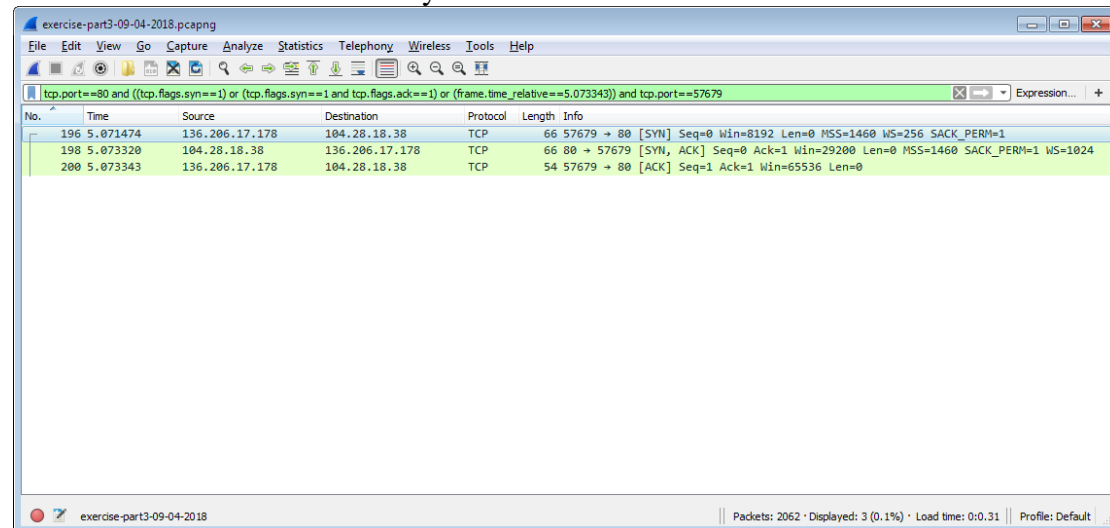 y
exercise-part3-09-04-2018.pcapng
File Edit View Go Capture Analyze Statistics Telephony Wireless Tools Help
tcp.port==80 and ((tcp.flags.syn==1) or (tcp.flags.syn==1 and tcp.flags.ack==1) or (frame.time_relative==5.073343)) and tcp.port==57679 Expression... +
No. Time Source Destination Protocol Length Info
196 5.071474 136.206.17.178 104.28.18.38 TCP 66 57679 → 80 [SYN] Seq=0 Win=8192 Len=0 MSS=1460 WS=256 SACK_PERM=1
198 5.073320 104.28.18.38 136.206.17.178 TCP 66 80 → 57679 [SYN, ACK] Seq=0 Ack=1 Win=29200 Len=0 MSS=1460 SACK_PERM=1 WS=1024
200 5.073343 136.206.17.178 104.28.18.38 TCP 54 57679 → 80 [ACK] Seq=1 Ack=1 Win=65536 Len=0
exercise-part3-09-04-2018 Packets: 2062 · Displayed: 3 (0.1%) · Load time: 0:0.31 Profile: Default